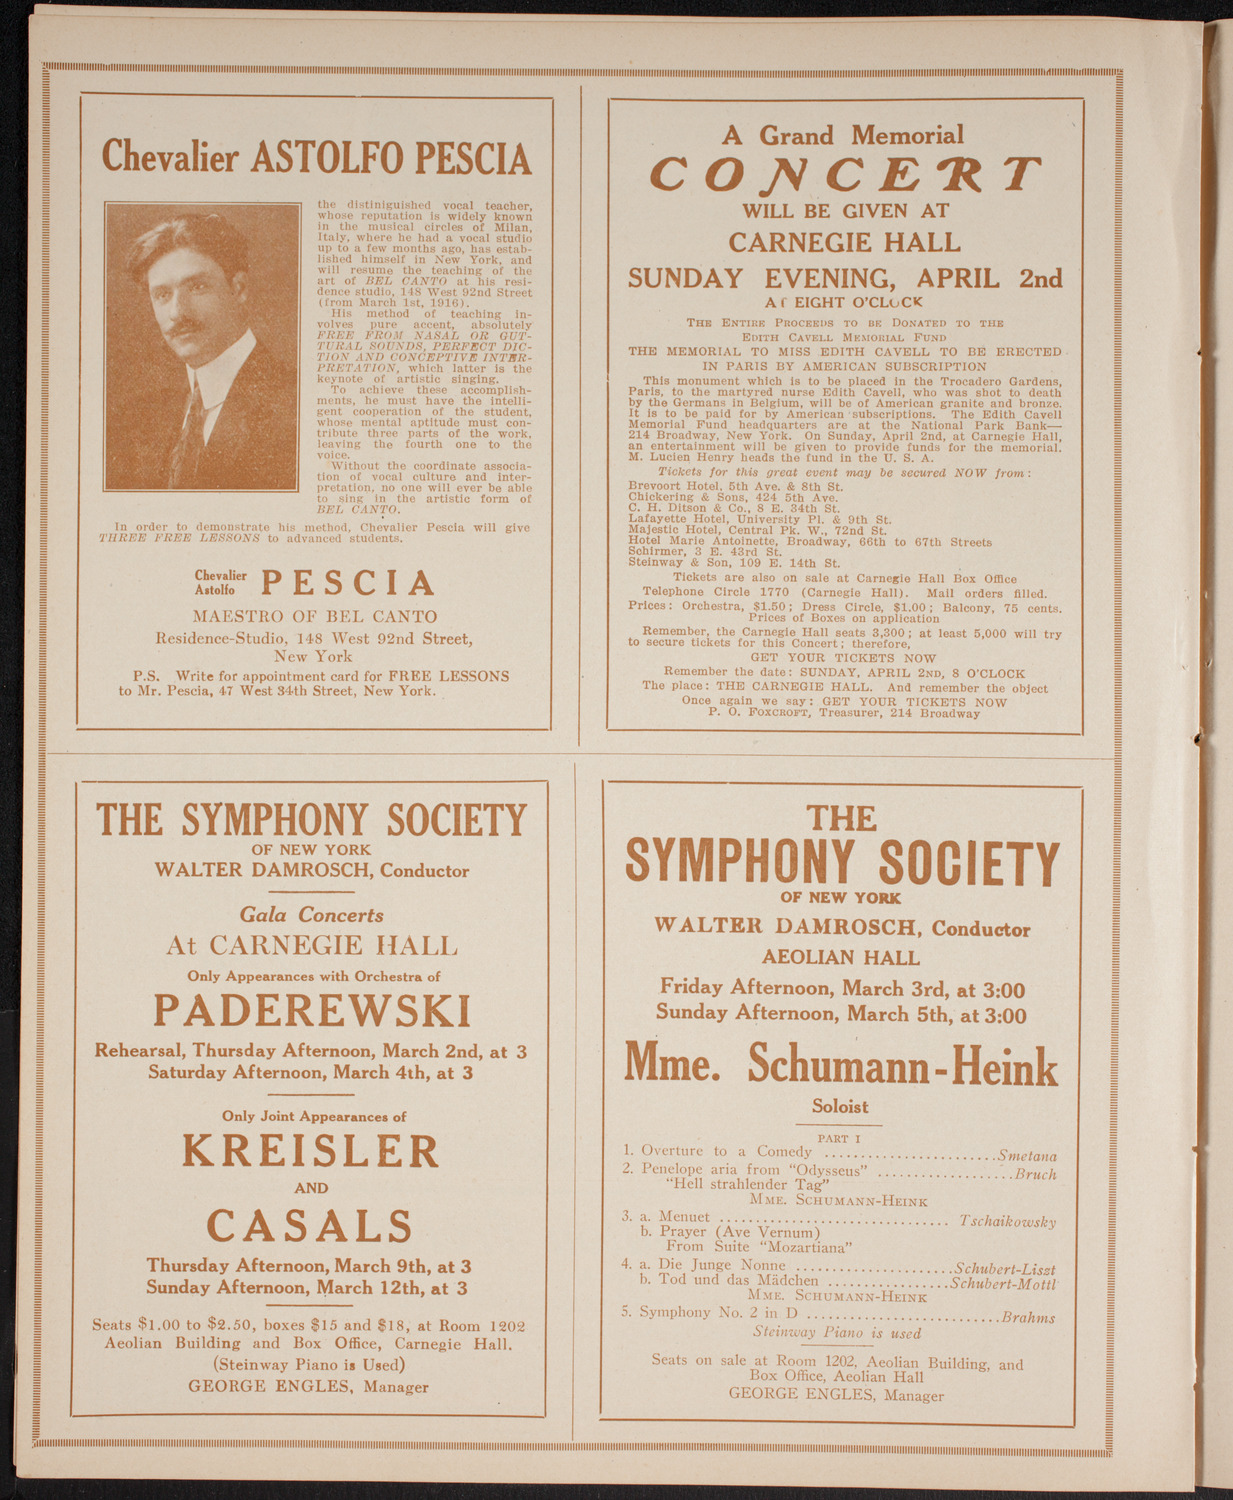 Chevalier ASTOLFO PESCIA
the distinguished vocal teacher,
whose reputation is widely known
in the musical circles of Milan,
Italy, where he had a vocal studio
up to a few months ago, has estab-
lished himself in New York, and
will resume the teaching of the
art of BEL CANTO at his resi-
dence studio, 148 West 92nd Street
(from March 1st, 1916).
His method of teaching in-
volves pure accent, absolutely
FREE FROM NASAL OR GUT-
TURAL SOUNDS, PERFECT DIC-
TION AND CONCEPTIVE INTER-
PRETATION, which latter is the
keynote of artistic singing.
To achieve these accomplish-
ments, he must have the intelli-
gent cooperation of the student,
whose mental aptitude must con-
tribute three parts of the work,
leaving the fourth one to the
voice.
Without the coordinate associa-
tion of vocal culture and inter-
pretation, no one will ever be able
to sing in the artistic form of
BEL CANTO.
In order to demonstrate his method, Chevalier Pescia will give
THREE FREE LESSONS to advanced students.
Chevalier
Astolfo PESCIA
MAESTRO OF BEL CANTO
Residence-Studio, 148 West 92nd Street,
New York
P.S. Write for appointment card for FREE LESSONS
to Mr. Pescia, 47 West 34th Street, New York.
A Grand Memorial
CONCERT
WILL BE GIVEN AT
CARNEGIE HALL
SUNDAY EVENING, APRIL 2nd
AT EIGHT O'CLOCK
THE ENTIRE PROCEEDS TO BE DONATED TO THE
EDITH CAVELL MEMORIAL FUND
THE MEMORIAL TO MISS EDITH CAVELL TO BE ERECTED
IN PARIS BY AMERICAN SUBSCRIPTION
This monument which is to be placed in the Trocadero Gardens,
Paris, to the martyred nurse Edith Cavell, who was shot to death
by the Germans in Belgium, will be of American granite and bronze.
It is to be paid for by American subscriptions. The Edith Cavell
Memorial Fund headquarters are at the National Park Bank—
214 Broadway, New York. On Sunday, April 2nd, at Carnegie Hall,
an entertainment will be given to provide funds for the memorial.
M. Lucien Henry heads the fund in the U. S. A.
Tickets for this great event may be secured NOW from:
Brevoort Hotel, 5th Ave. & 8th St.
Chickering & Sons, 424 5th Ave.
C. H. Ditson & Co., 8 E. 34th St.
Lafayette Hotel, University Pl. & 9th St.
Majestic Hotel, Central Pk. W., 72nd St.
Hotel Marie Antoinette, Broadway, 66th to 67th Streets
Schirmer, 3 E. 43rd St.
Steinway & Son, 109 E. 14th St.
Tickets are also on sale at Carnegie Hall Box Office
Telephone Circle 1770 (Carnegie Hall). Mail orders filled.
Prices: Orchestra, $1.50; Dress Circle, $1.00; Balcony, 75 cents.
Prices of Boxes on application
Remember, the Carnegie Hall seats 3,300; at least 5,000 will try
to secure tickets for this Concert; therefore,
GET YOUR TICKETS NOW
Remember the date: SUNDAY, APRIL 2ND, 8 O'CLOCK
The place: THE CARNEGIE HALL. And remember the object
Once again we say: GET YOUR TICKETS NOW
P. O. FOXCROFT, Treasurer, 214 Broadway
THE SYMPHONY SOCIETY
OF NEW YORK
WALTER DAMROSCH, Conductor
Gala Concerts
At CARNEGIE HALL
Only Appearances with Orchestra of
PADEREWSKI
Rehearsal, Thursday Afternoon, March 2nd, at 3
Saturday Afternoon, March 4th, at 3
Only Joint Appearances of
KREISLER
AND
CASALS
Thursday Afternoon, March 9th, at 3
Sunday Afternoon, March 12th, at 3
Seats $1.00 to $2.50, boxes $15 and $18, at Room 1202
Aeolian Building and Box Office, Carnegie Hall.
(Steinway Piano is Used)
GEORGE ENGLES, Manager
THE
SYMPHONY SOCIETY
OF NEW YORK
WALTER DAMROSCH, Conductor
AEOLIAN HALL
Friday Afternoon, March 3rd, at 3:00
Sunday Afternoon, March 5th, at 3:00
Mme. Schumann-Heink
Soloist
PART I
1. Overture to a Comedy ........................Smetana
2. Penelope aria from "Odysseus" ...................Bruch
"Hell strahlender Tag"
MME. SCHUMANN-HEINK
3. a. Menuet ................................ Tschaikowsky
b. Prayer (Ave Vernum)
From Suite "Mozartiana"
4. a. Die Junge Nonne ......................Schubert-Liszt
b. Tod und das Mädchen .................Schubert-Mottl
MME. SCHUMANN-HEINK
5. Symphony No. 2 in D ...........................Brahms
Steinway Piano is used
Seats on sale at Room 1202, Aeolian Building, and
Box Office, Aeolian Hall
GEORGE ENGLES, Manager